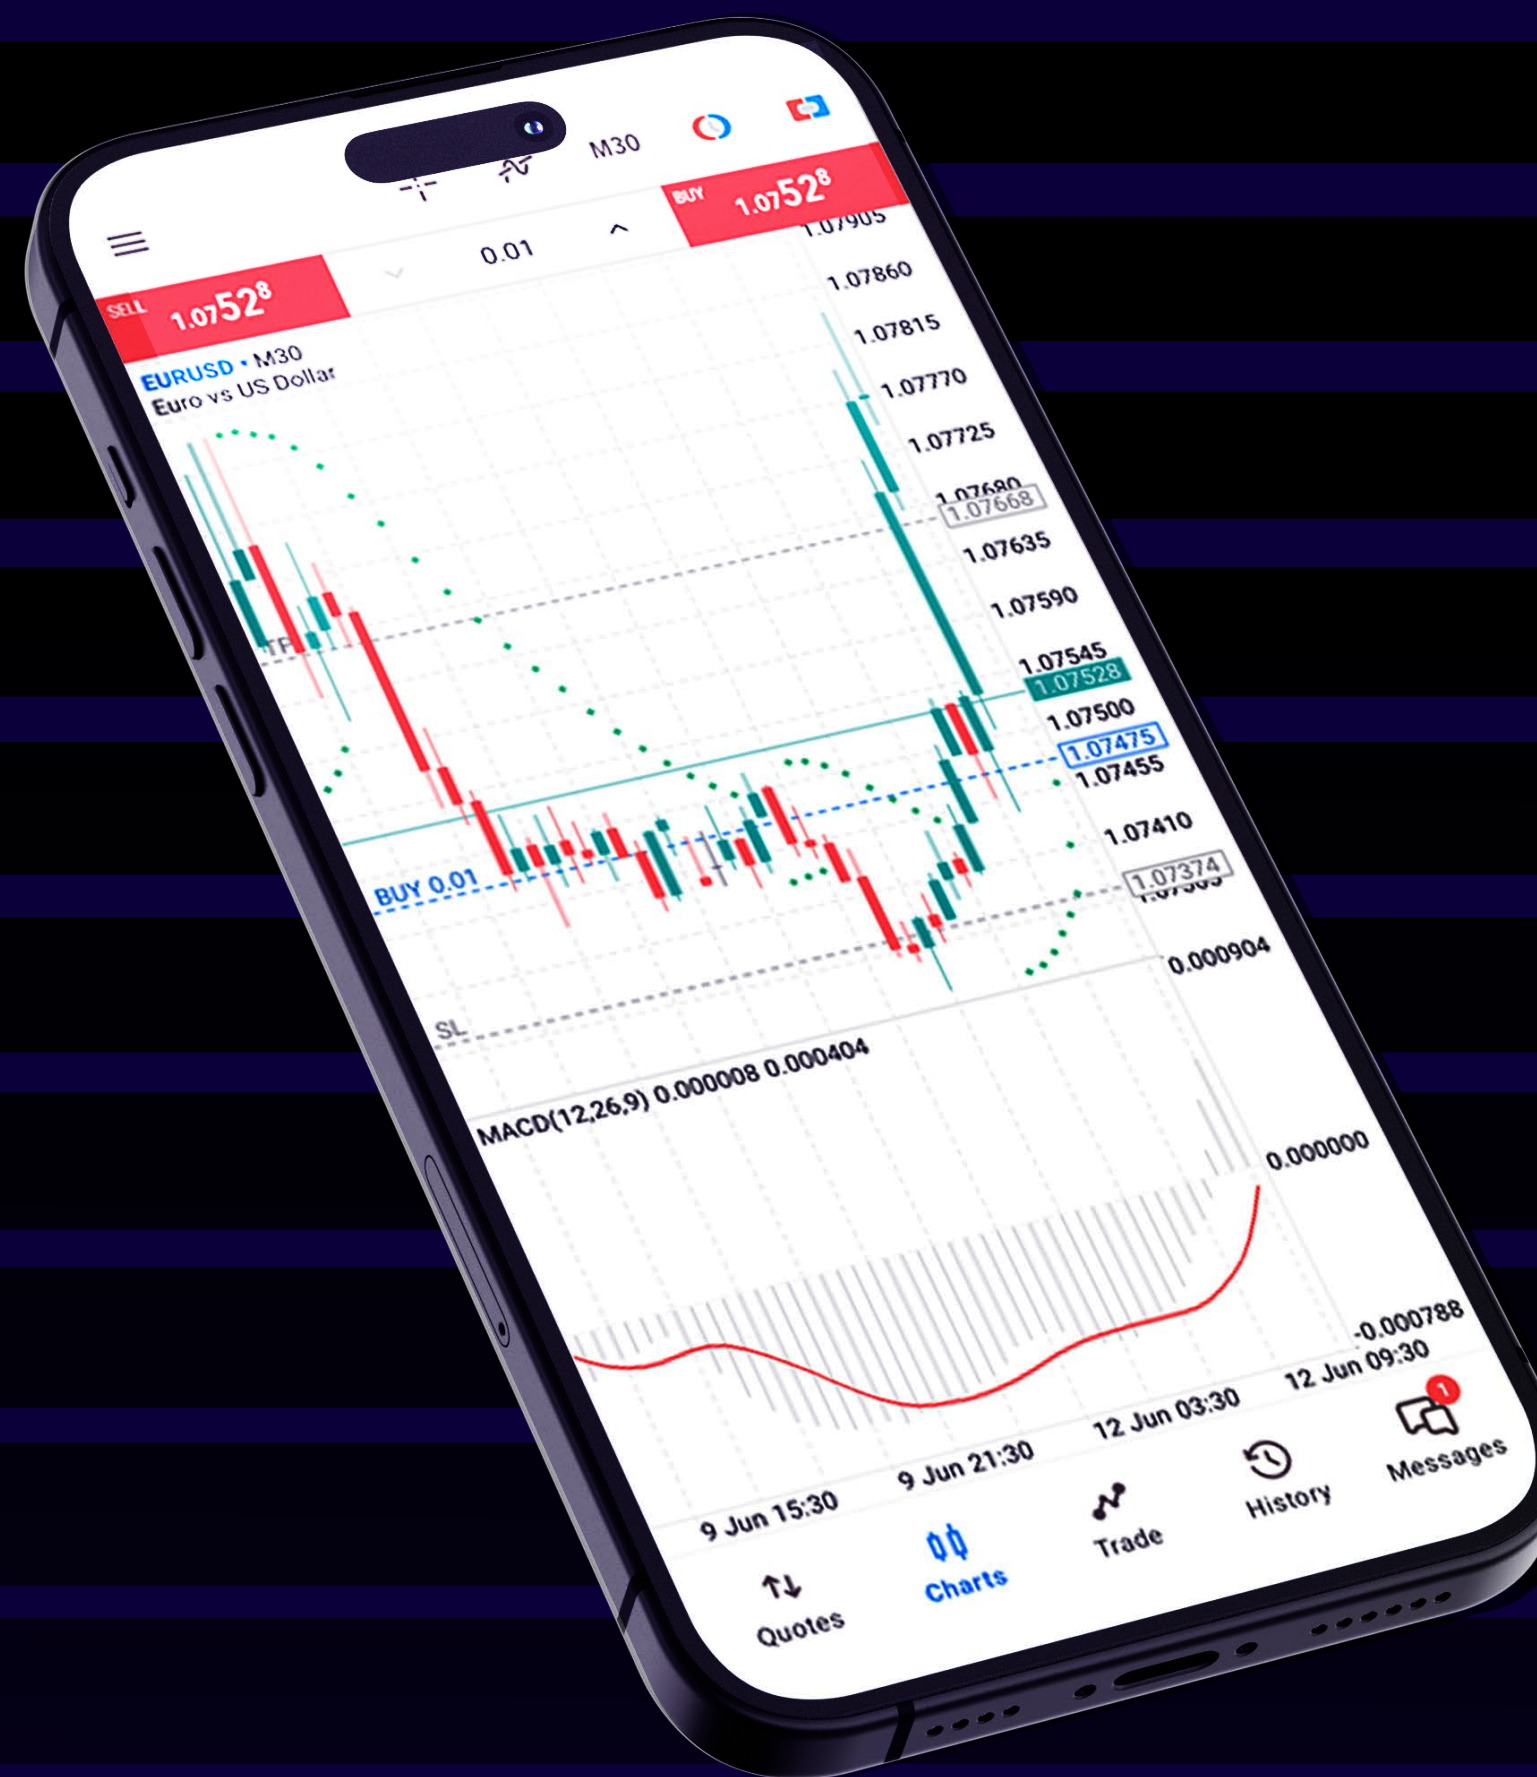 M30
SELL 1.07528
0.01
BUY 1.07528
EURUSD • M30
Euro vs US Dollar
1.07905
1.07860
1.07815
1.07770
1.07725
1.07680
1.07668
1.07635
1.07590
1.07545
1.07528
1.07500
1.07475
1.07455
1.07410
1.07374
TP
BUY 0.01
SL
MACD(12,26,9) 0.000008 0.000404
0.000904
0.000000
-0.000788
9 Jun 15:30
9 Jun 21:30
12 Jun 03:30
12 Jun 09:30
Quotes
Charts
Trade
History
1
Messages